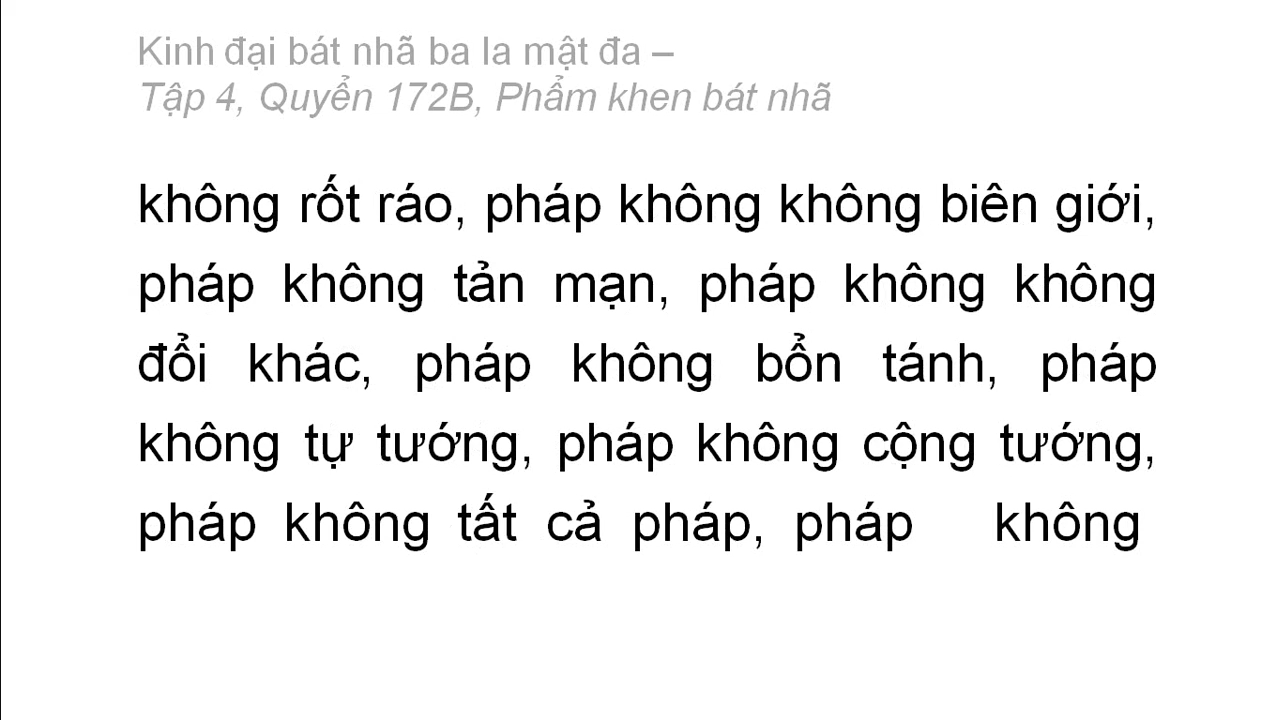 Kinh đại bát nhã ba la mật đa –
Tập 4, Quyển 172B, Phẩm khen bát nhã
không rốt ráo, pháp không không biên giới,
pháp không tản mạn, pháp không không
đổi khác, pháp không bổn tánh, pháp
không tự tướng, pháp không cộng tướng,
pháp không tất cả pháp, pháp không